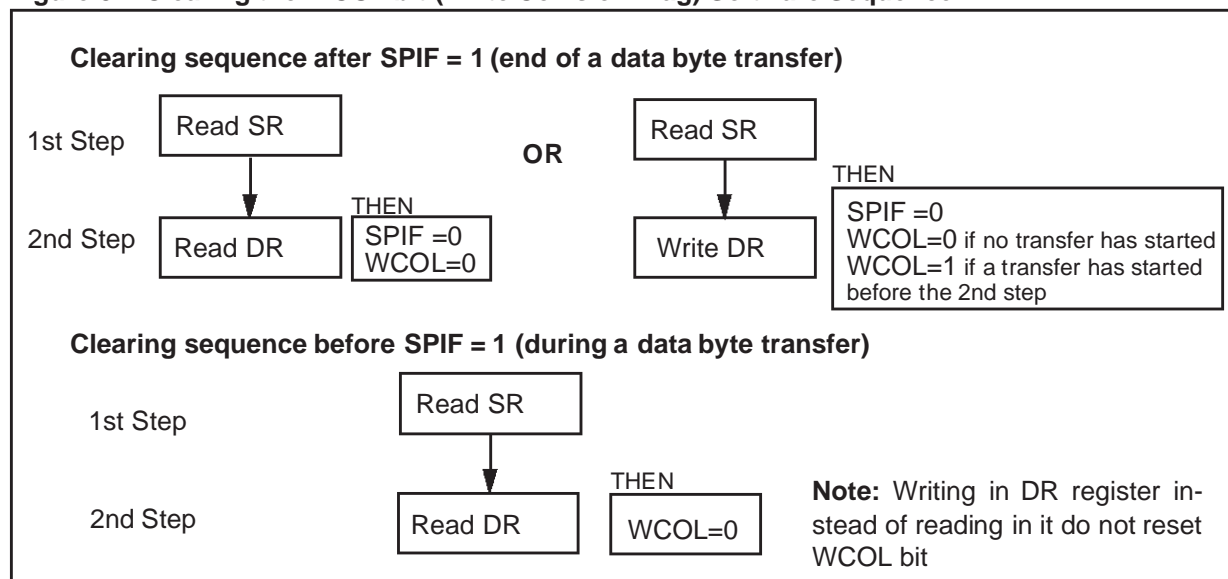 Clearing sequence after SPIF = 1 (end of a data byte transfer)
1st Step
Read SR
OR
Read SR
2nd Step
Read DR
THEN
SPIF =0
WCOL=0
Write DR
THEN
SPIF =0
WCOL=0 if no transfer has started
WCOL=1 if a transfer has started
before the 2nd step
Clearing sequence before SPIF = 1 (during a data byte transfer)
1st Step
Read SR
2nd Step
Read DR
THEN
WCOL=0
Note: Writing in DR register in-
stead of reading in it do not reset
WCOL bit